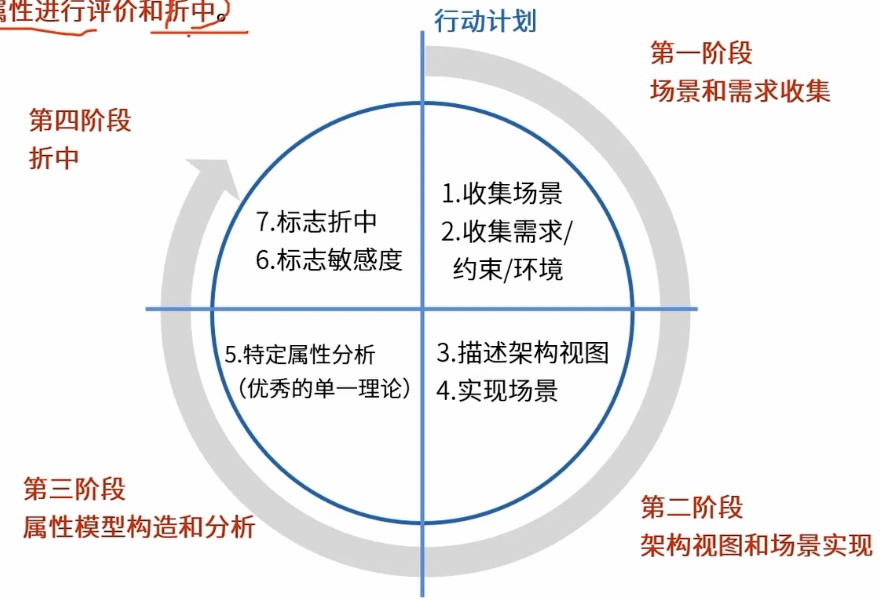 属性进行评价和折中。
行动计划
第一阶段
场景和需求收集
第四阶段
折中
1.收集场景
2.收集需求/
约束/环境
7.标志折中
6.标志敏感度
3.描述架构视图
4.实现场景
5.特定属性分析
（优秀的单一理论）
第三阶段
属性模型构造和分析
第二阶段
架构视图和场景实现